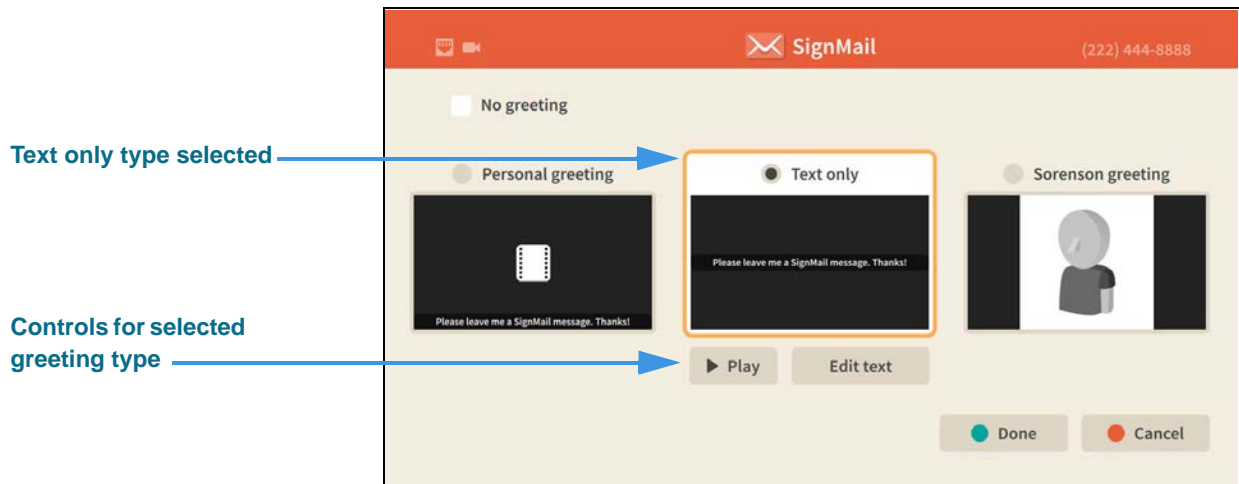 SignMail
(222) 444-8888
No greeting
Text only type selected
Personal greeting
Text only
Sorenson greeting
Please leave me a SignMail message. Thanks!
Please leave me a SignMail message. Thanks!
Controls for selected
greeting type
Play
Edit text
Done
Cancel